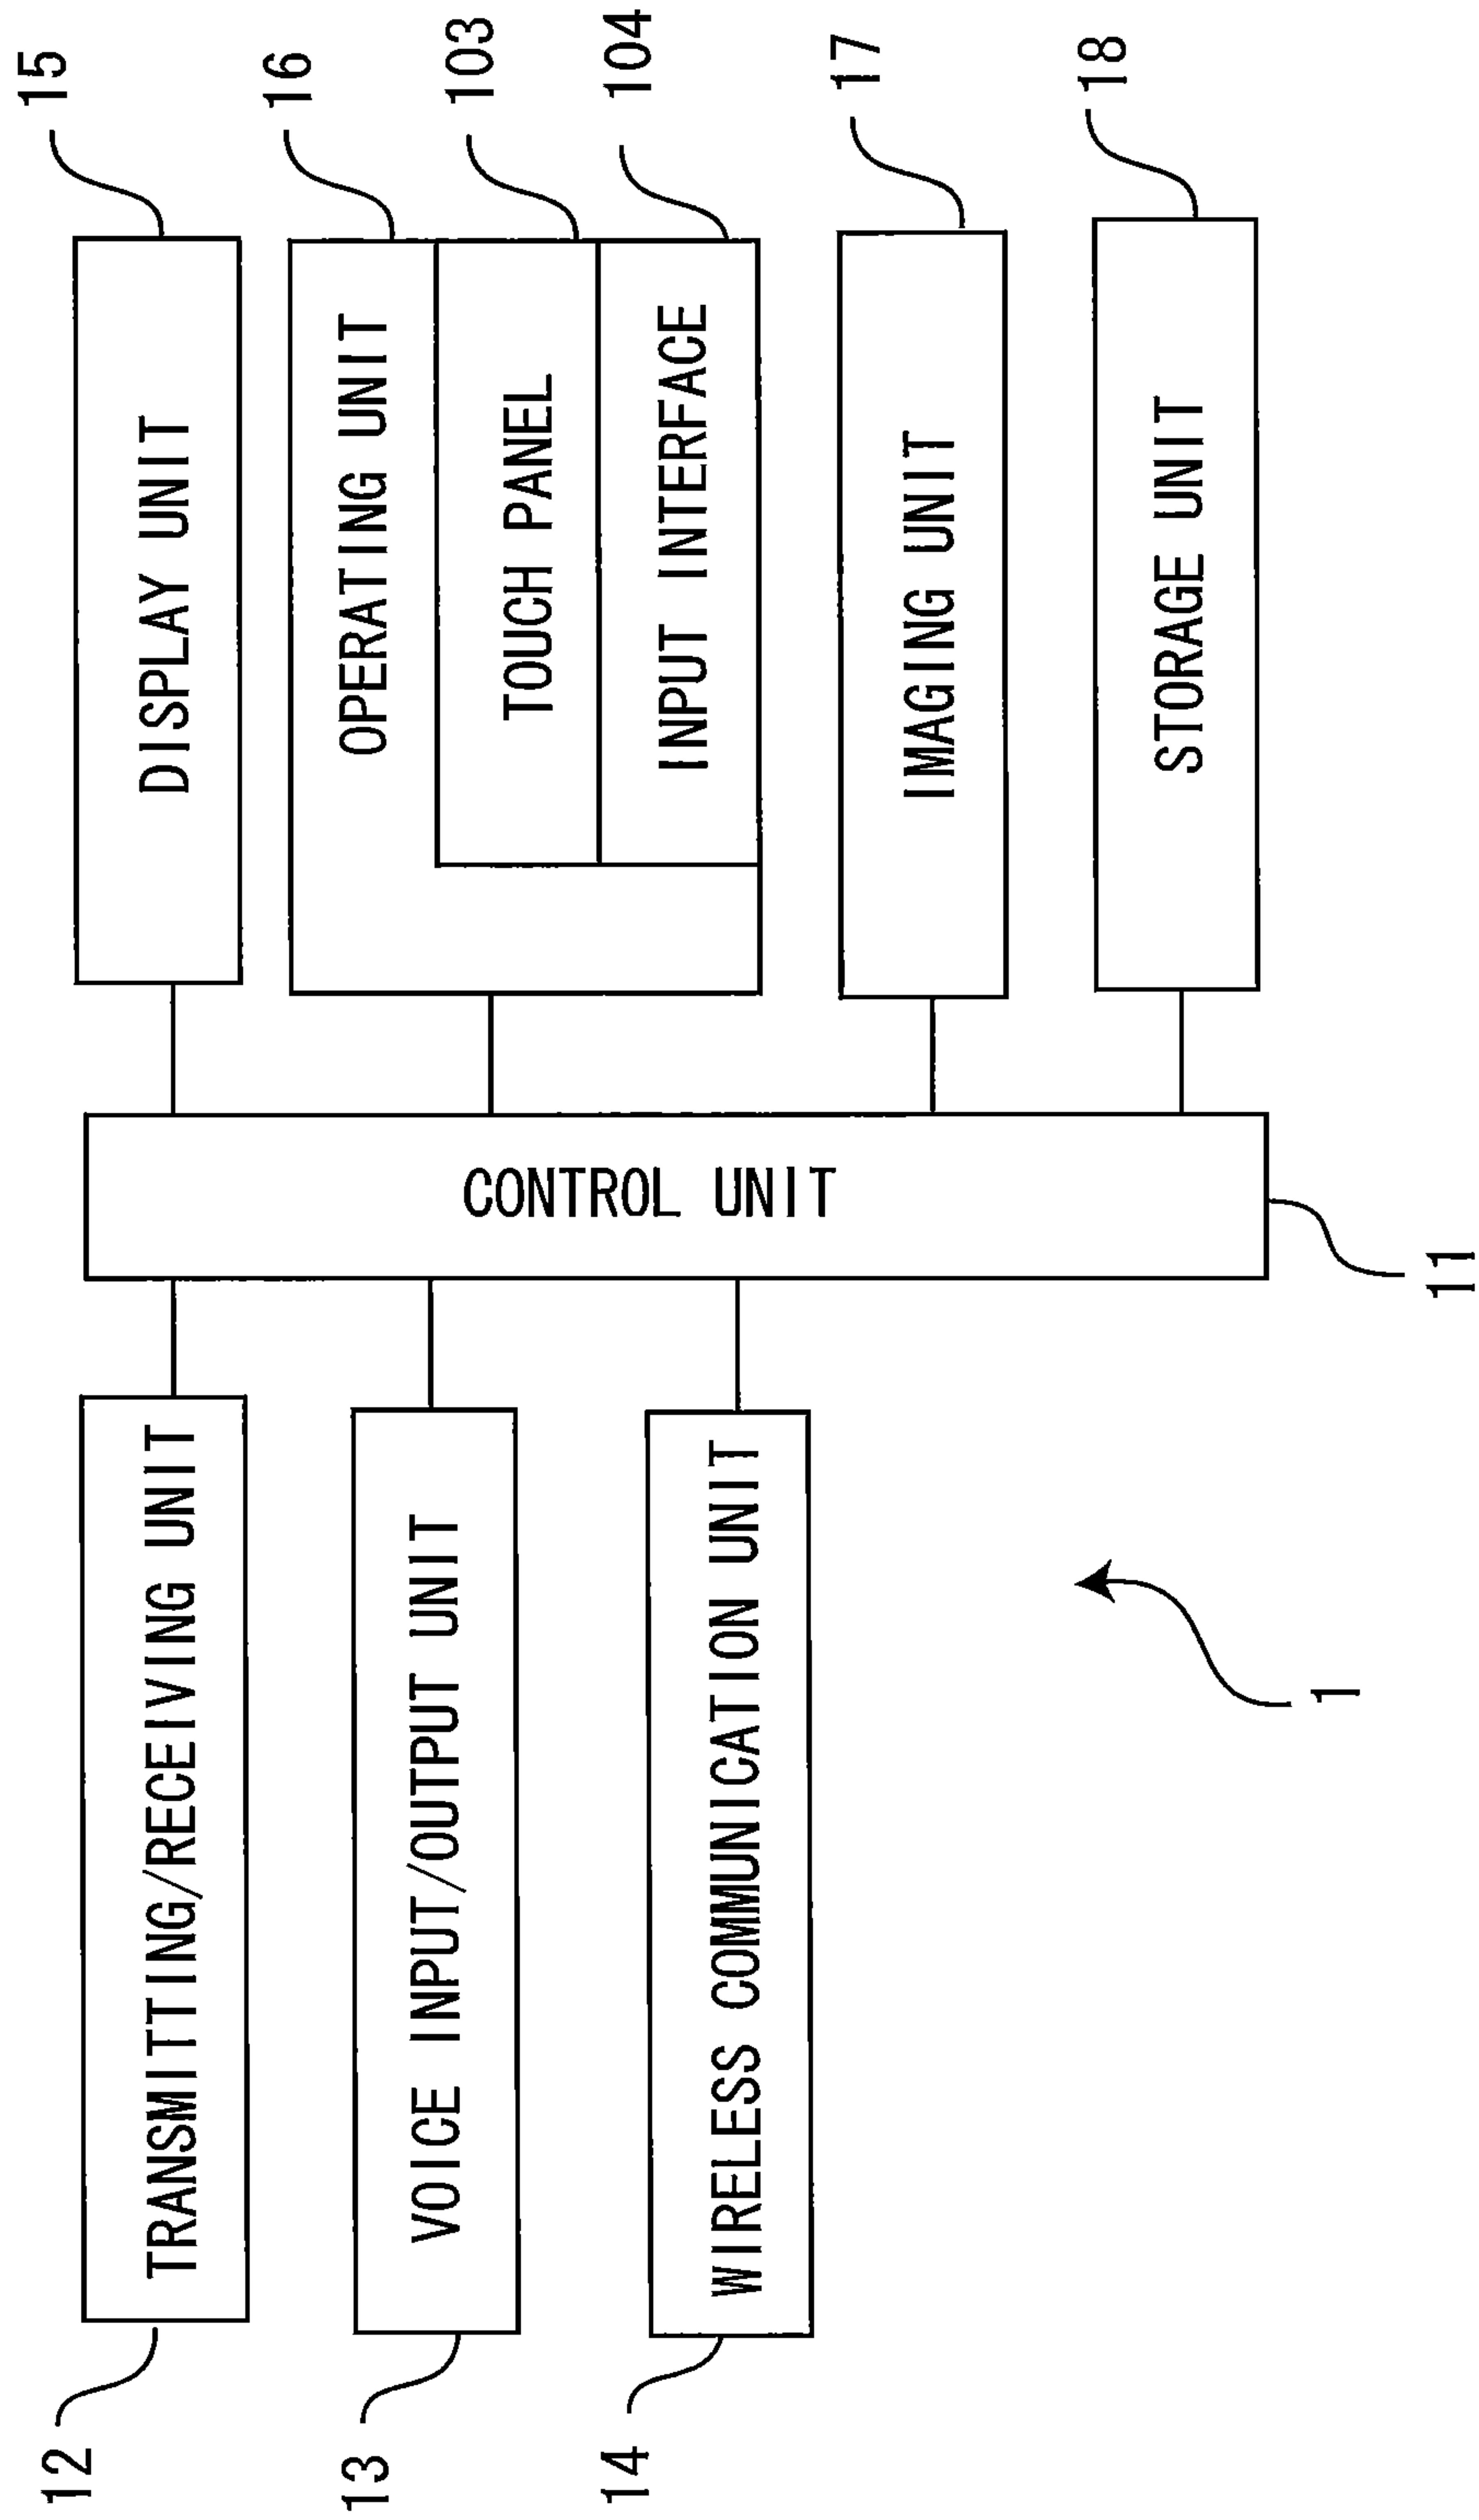 12
TRANSMITTING/RECEIVING UNIT
13
VOICE INPUT/OUTPUT UNIT
14
WIRELESS COMMUNICATION UNIT
1
CONTROL UNIT
11
15
DISPLAY UNIT
16
OPERATING UNIT
103
TOUCH PANEL
104
INPUT INTERFACE
17
IMAGING UNIT
18
STORAGE UNIT